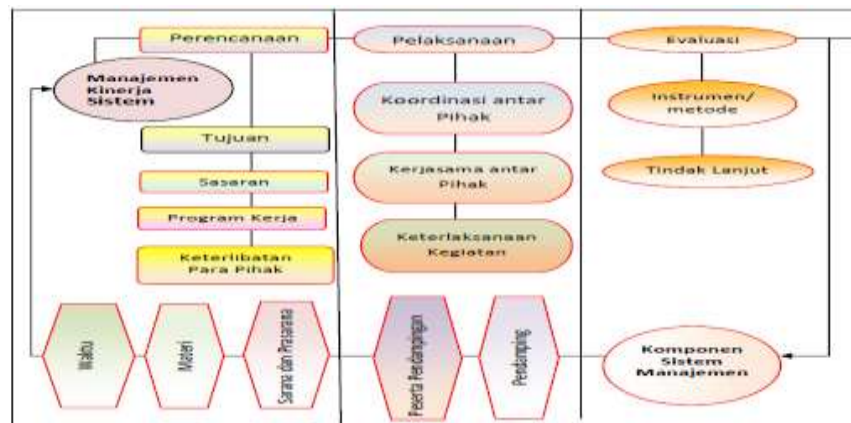 Perencanaan
Pelaksanaan
Evaluasi
Manajemen
Kinerja
Sistem
Koordinasi antar
Pihak
Instrumen/
metode
Tujuan
Kerjasama antar
Pihak
Tindak Lanjut
Sasaran
Program Kerja
Keterlaksanaan
Kegiatan
Keterlibatan
Para Pihak
Waktu
Materi
Sarana dan Prasarana
Peserta Pendampingan
Pendamping
Komponen
Sistem
Manajemen